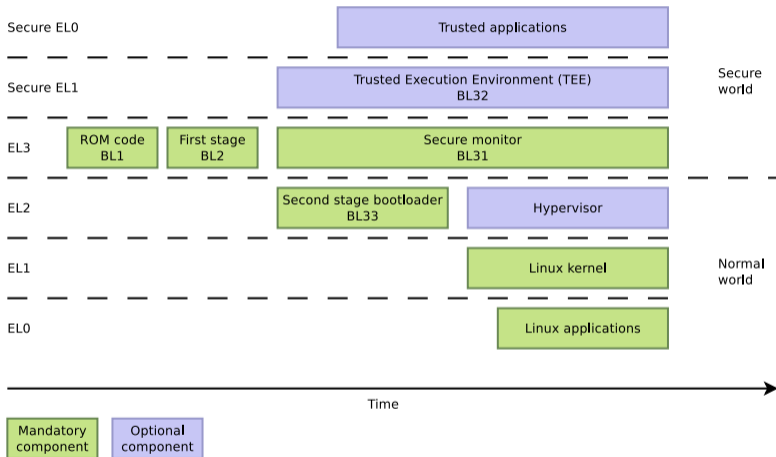 Secure EL0
Trusted applications
Secure EL1
Trusted Execution Environment (TEE)
BL32
Secure
world
EL3
ROM code
BL1
First stage
BL2
Secure monitor
BL31
EL2
Second stage bootloader
BL33
Hypervisor
EL1
Linux kernel
Normal
world
EL0
Linux applications
Time
Mandatory
component
Optional
component